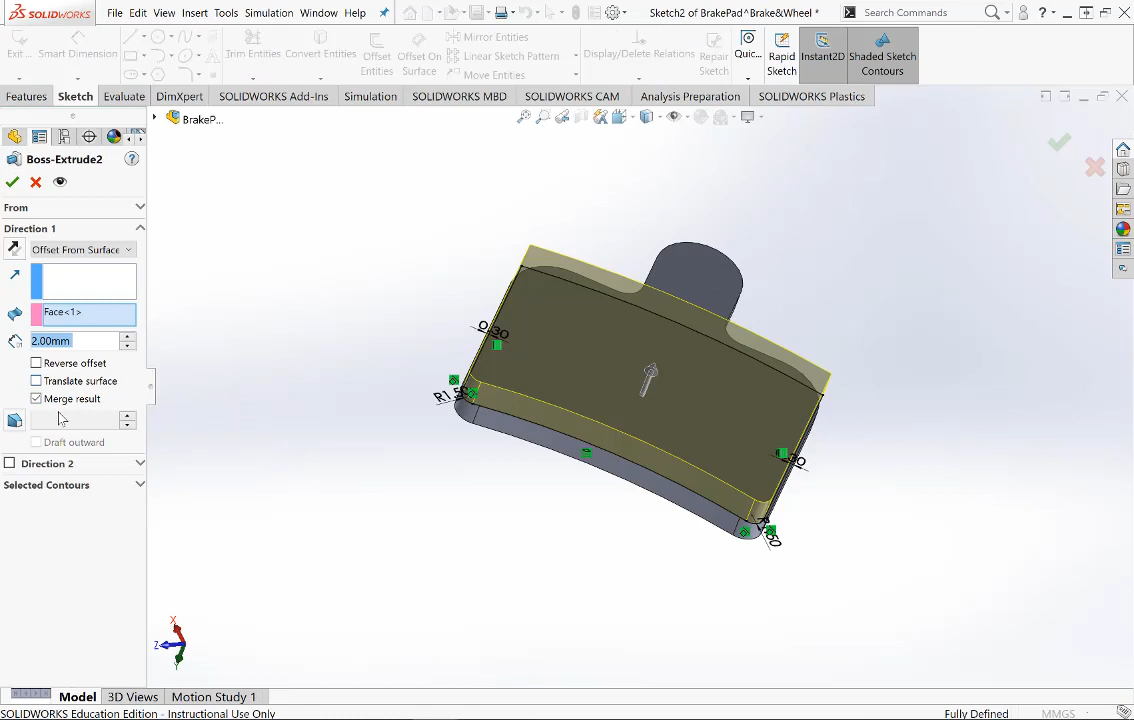 SOLIDWORKS
File Edit View Insert Tools Simulation Window Help
Sketch2 of BrakePad^Brake&Wheel *
Search Commands
?
Exit...
Smart Dimension
Trim Entities
Convert Entities
Offset Entities
Offset On Surface
Mirror Entities
Linear Sketch Pattern
Move Entities
Display/Delete Relations
Repair Sketch
Quic...
Rapid Sketch
Instant2D
Shaded Sketch Contours
Features Sketch Evaluate DimXpert SOLIDWORKS Add-Ins Simulation SOLIDWORKS MBD SOLIDWORKS CAM Analysis Preparation SOLIDWORKS Plastics
BrakeP...
Boss-Extrude2
From
Direction 1
Offset From Surface
Face<1>
2.00mm
Reverse offset
Translate surface
Merge result
Draft outward
Direction 2
Selected Contours
0.30
X
Z
Y
Model 3D Views Motion Study 1
SOLIDWORKS Education Edition - Instructional Use Only
Fully Defined
MMGS